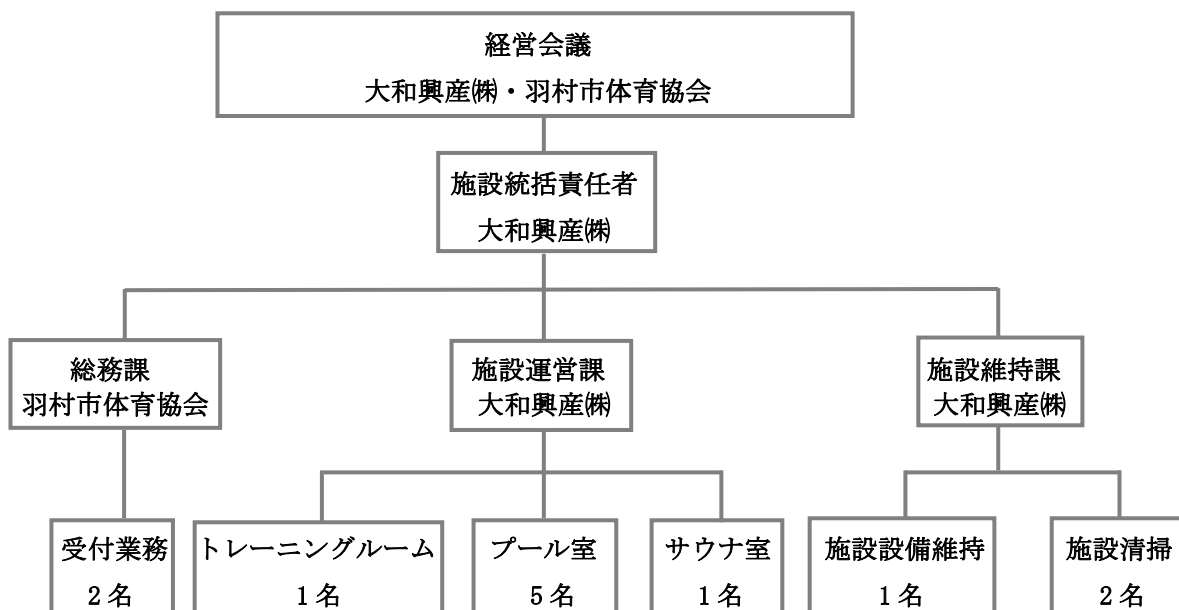 経営会議
大和興産㈱・羽村市体育協会
施設統括責任者
大和興産㈱
総務課
羽村市体育協会
施設運営課
大和興産㈱
施設維持課
大和興産㈱
受付業務
2名
トレーニングルーム
1名
プール室
5名
サウナ室
1名
施設設備維持
1名
施設清掃
2名